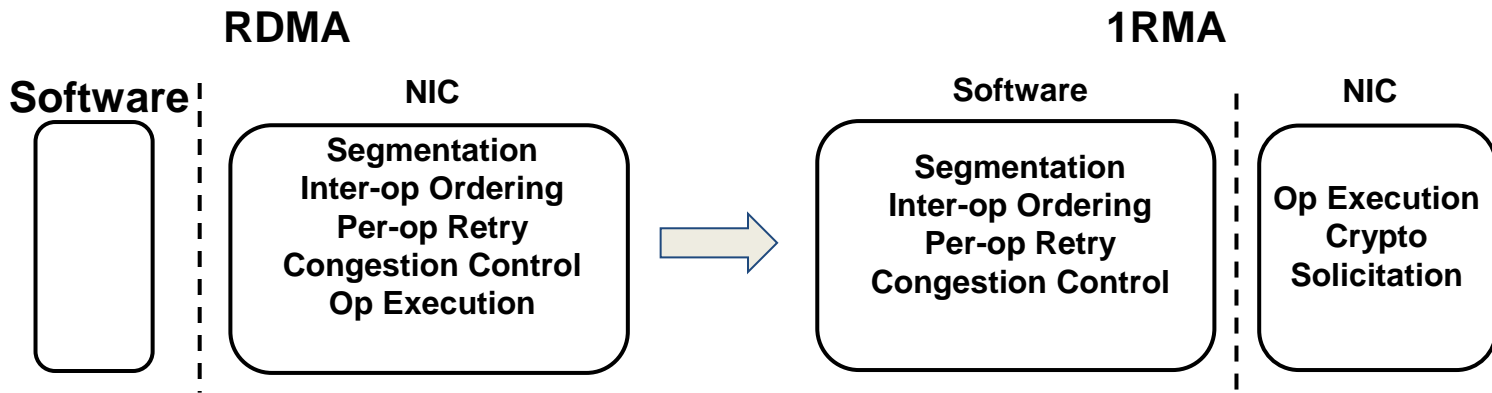 RDMA
1RMA
Software
NIC
Segmentation
Inter-op Ordering
Per-op Retry
Congestion Control
Op Execution
Software
Segmentation
Inter-op Ordering
Per-op Retry
Congestion Control
NIC
Op Execution
Crypto
Solicitation